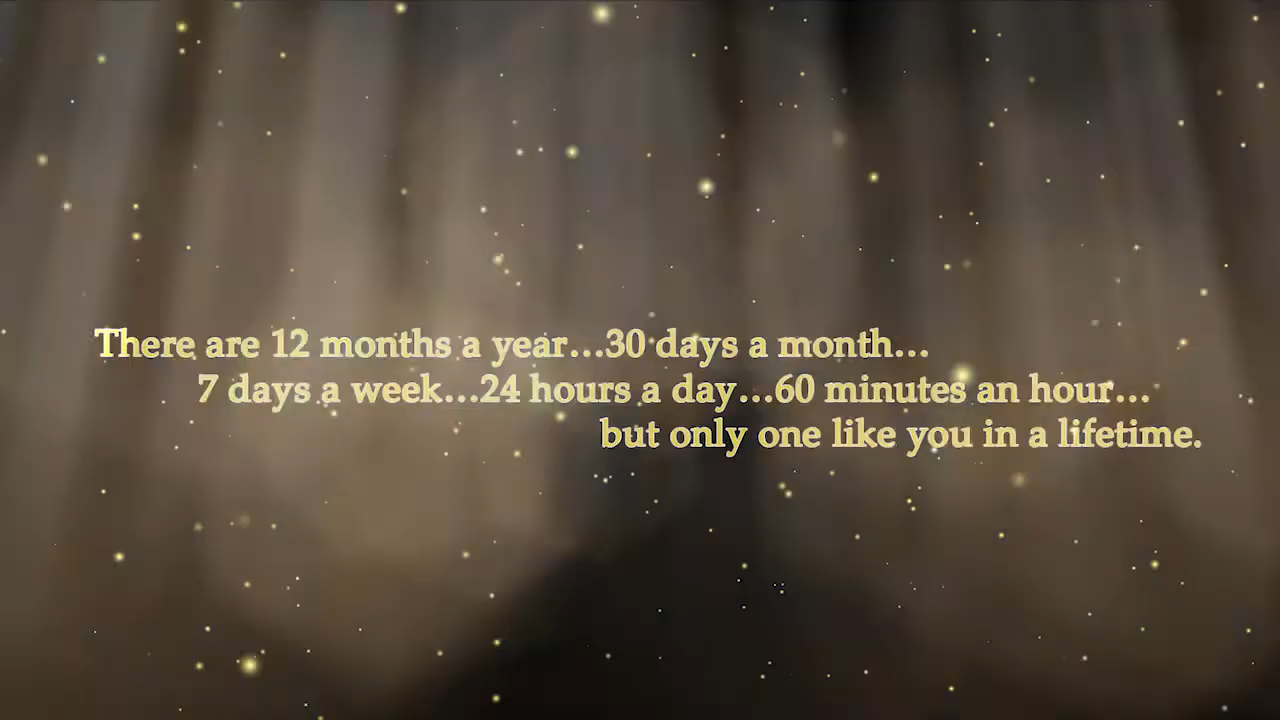 There are 12 months a year...30 days a month...
7 days a week...24 hours a day...60 minutes an hour...
but only one like you in a lifetime.